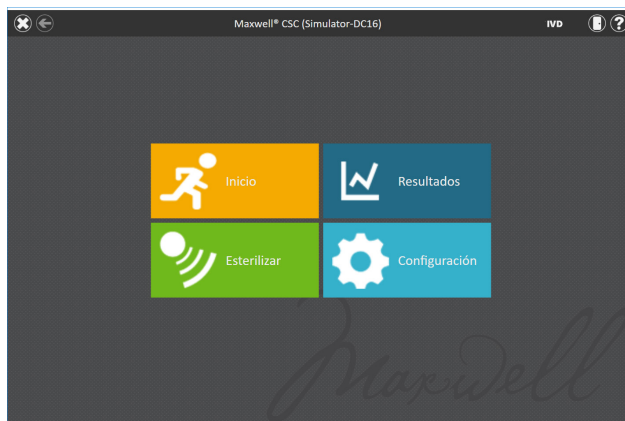 Maxwell® CSC (Simulator-DC16)
IVD
?
Inicio
Resultados
Esterilizar
Configuración
Maxwell